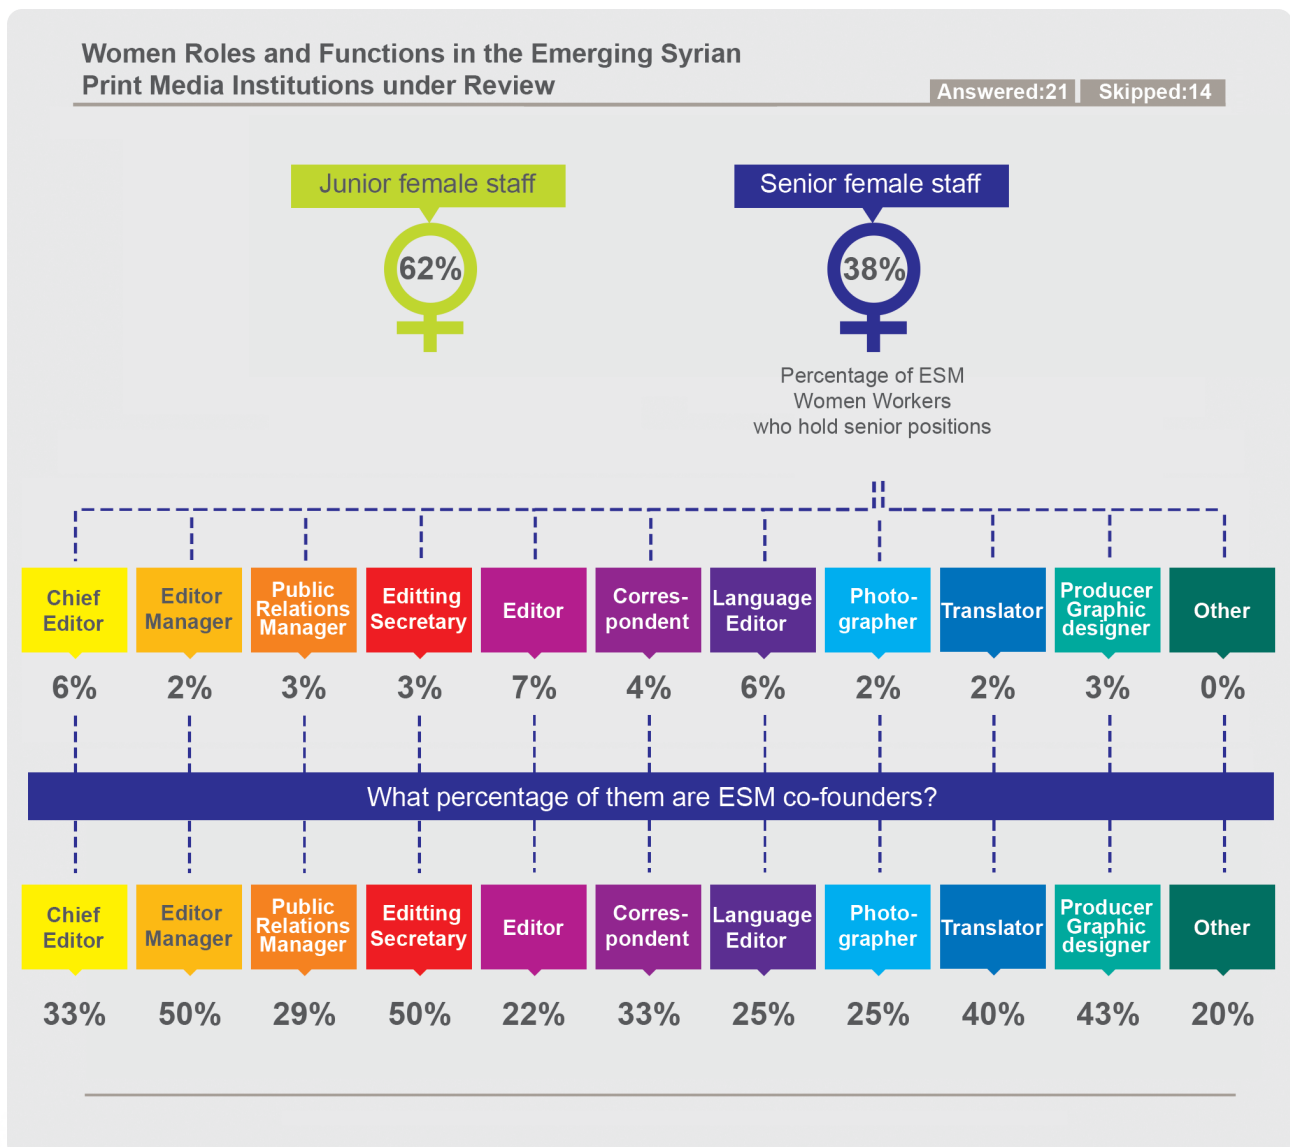 Women Roles and Functions in the Emerging Syrian
Print Media Institutions under Review
Answered:21 Skipped:14
Junior female staff
Senior female staff
62%
38%
Percentage of ESM
Women Workers
who hold senior positions
Chief
Editor
Editor
Manager
Public
Relations
Manager
Editting
Secretary
Editor
Corres-
pondent
Language
Editor
Photo-
grapher
Translator
Producer
Graphic
designer
Other
6% 2% 3% 3% 7% 4% 6% 2% 2% 3% 0%
What percentage of them are ESM co-founders?
Chief
Editor
Editor
Manager
Public
Relations
Manager
Editting
Secretary
Editor
Corres-
pondent
Language
Editor
Photo-
grapher
Translator
Producer
Graphic
designer
Other
33% 50% 29% 50% 22% 33% 25% 25% 40% 43% 20%